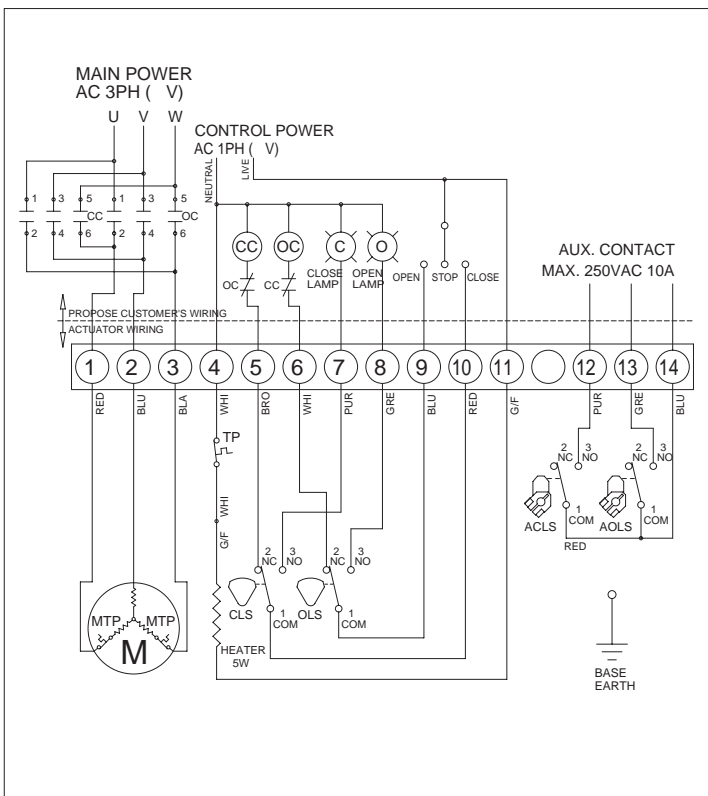 MAIN POWER
AC 3PH ( V)
U V W
CONTROL POWER
AC 1PH ( V)
NEUTRAL
LIVE
1 3 5 1 3 5
CC OC
2 4 6 2 4 6
CC OC C O
OC CC CLOSE LAMP OPEN LAMP
OPEN STOP CLOSE
AUX. CONTACT
MAX. 250VAC 10A
PROPOSE CUSTOMER'S WIRING
ACTUATOR WIRING
1 2 3 4 5 6 7 8 9 10 11 12 13 14
RED BLU BLA WHI BRO WHI PUR GRE BLU RED G/F PUR GRE BLU
TP
WHI
G/F
2 NC 3 NO
CLS
1 COM
2 NC 3 NO
OLS
1 COM
2 NC 3 NO
ACLS
1 COM
2 NC 3 NO
AOLS
1 COM
RED
MTP MTP
M
HEATER
5W
BASE
EARTH